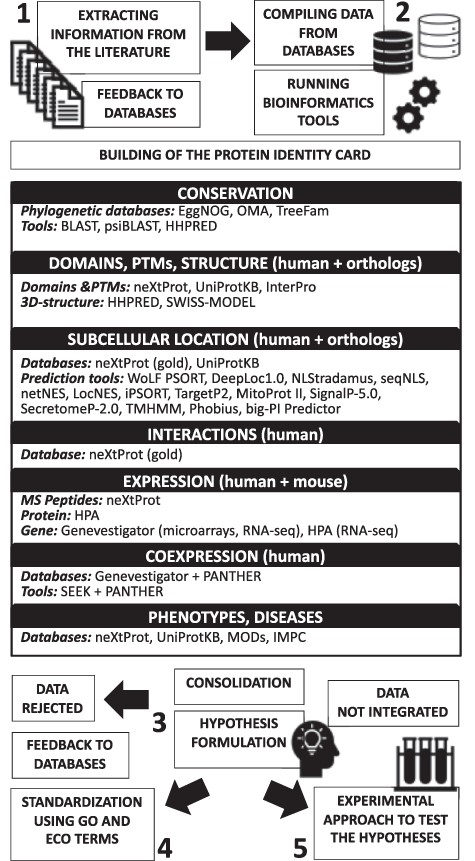 1
EXTRACTING
INFORMATION FROM
THE LITERATURE
FEEDBACK TO
DATABASES
COMPILING DATA
FROM
DATABASES
2
RUNNING
BIOINFORMATICS
TOOLS
BUILDING OF THE PROTEIN IDENTITY CARD
CONSERVATION
Phylogenetic databases: EggNOG, OMA, TreeFam
Tools: BLAST, psiBLAST, HHPRED
DOMAINS, PTMs, STRUCTURE (human + orthologs)
Domains &PTMs: neXtProt, UniProtKB, InterPro
3D-structure: HHPRED, SWISS-MODEL
SUBCELLULAR LOCATION (human + orthologs)
Databases: neXtProt (gold), UniProtKB
Prediction tools: WoLF PSORT, DeepLoc1.0, NLStradamus, seqNLS,
netNES, LocNES, iPSORT, TargetP2, MitoProt II, SignalP-5.0,
SecretomeP-2.0, TMHMM, Phobius, big-PI Predictor
INTERACTIONS (human)
Database: neXtProt (gold)
EXPRESSION (human + mouse)
MS Peptides: neXtProt
Protein: HPA
Gene: Genevestigator (microarrays, RNA-seq), HPA (RNA-seq)
COEXPRESSION (human)
Databases: Genevestigator + PANTHER
Tools: SEEK + PANTHER
PHENOTYPES, DISEASES
Databases: neXtProt, UniProtKB, MODs, IMPC
DATA
REJECTED
3
CONSOLIDATION
HYPOTHESIS
FORMULATION
DATA
NOT INTEGRATED
FEEDBACK TO
DATABASES
STANDARDIZATION
USING GO AND
ECO TERMS
4
5
EXPERIMENTAL
APPROACH TO TEST
THE HYPOTHESES